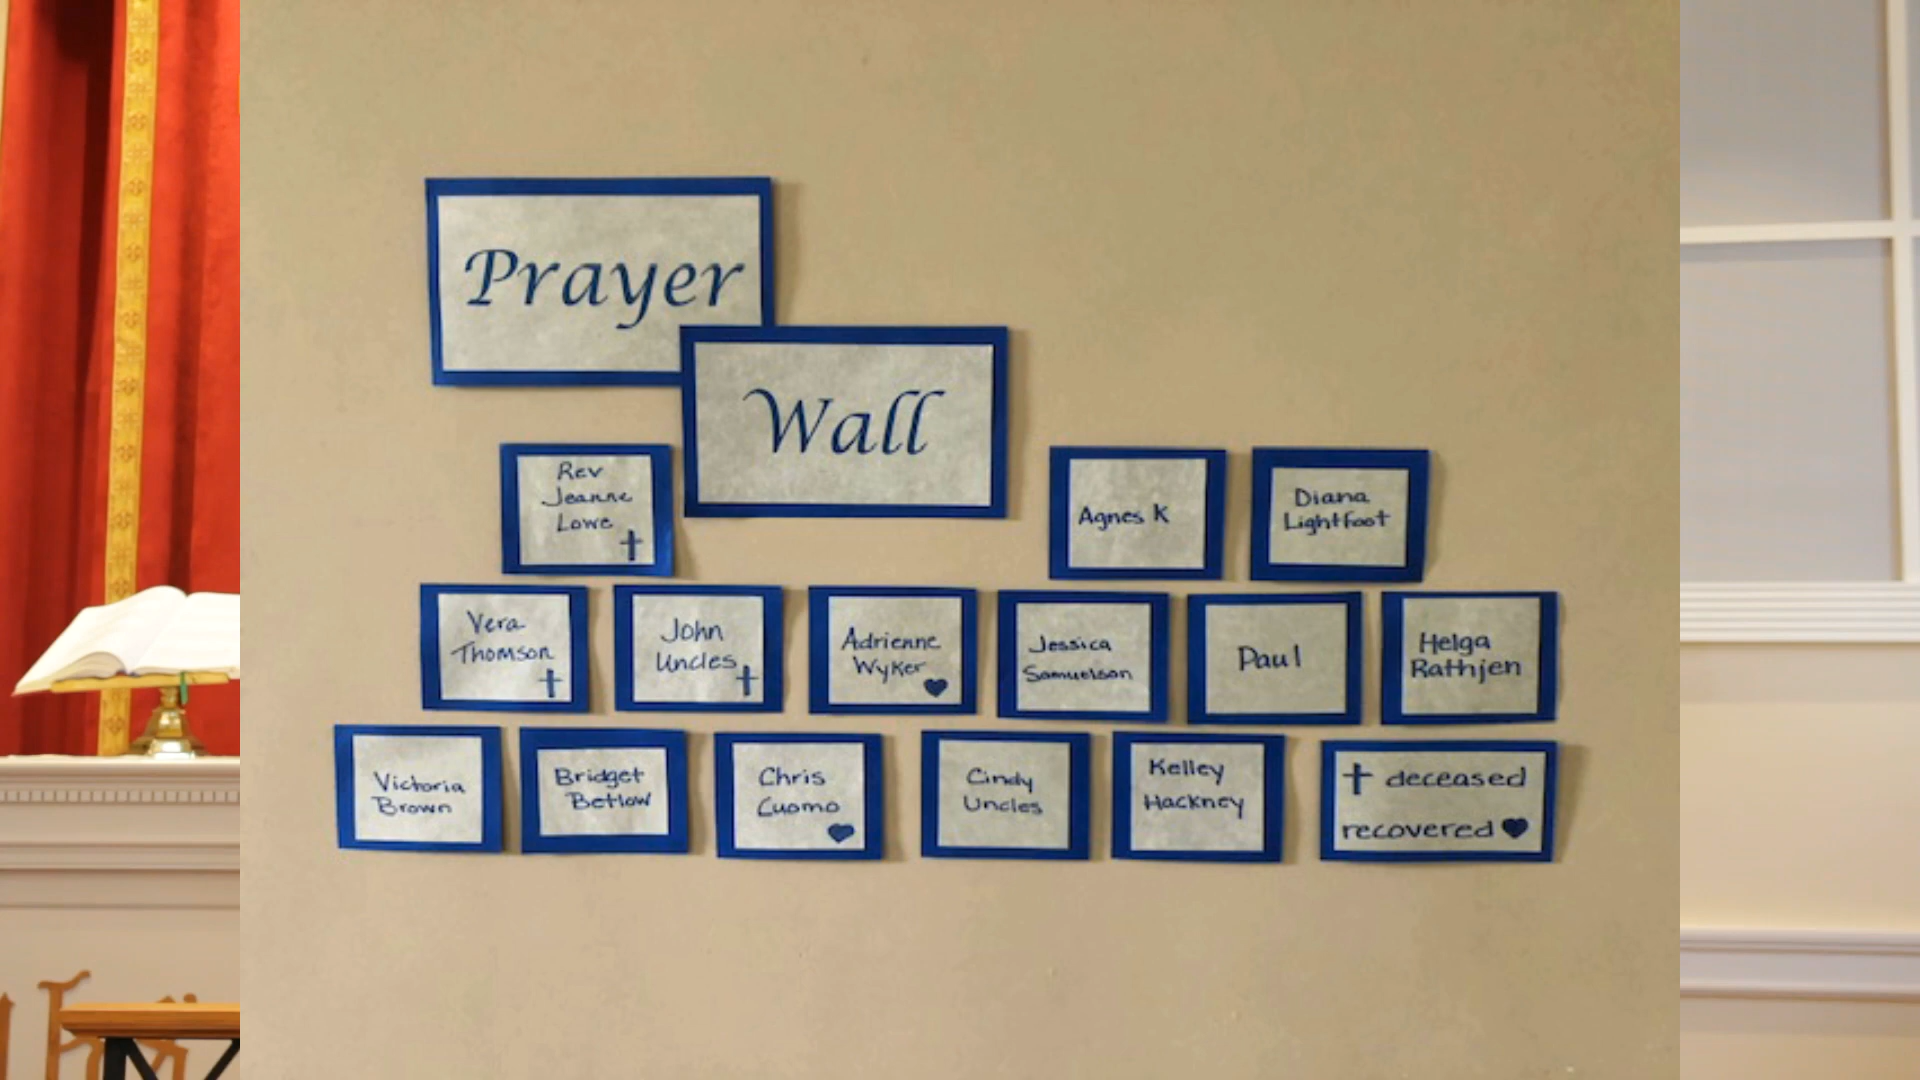 Prayer
Wall
Rev
Jeanne
Lowe
Agnes K
Diana
Lightfoot
Vera
Thomson
John
Uncles
Adrienne
Wyker
Jessica
Samuelson
Paul
Helga
Rathjen
Victoria
Brown
Bridget
Betlow
Chris
Cuomo
Cindy
Uncles
Kelley
Hackney
✝ deceased
recovered ♥